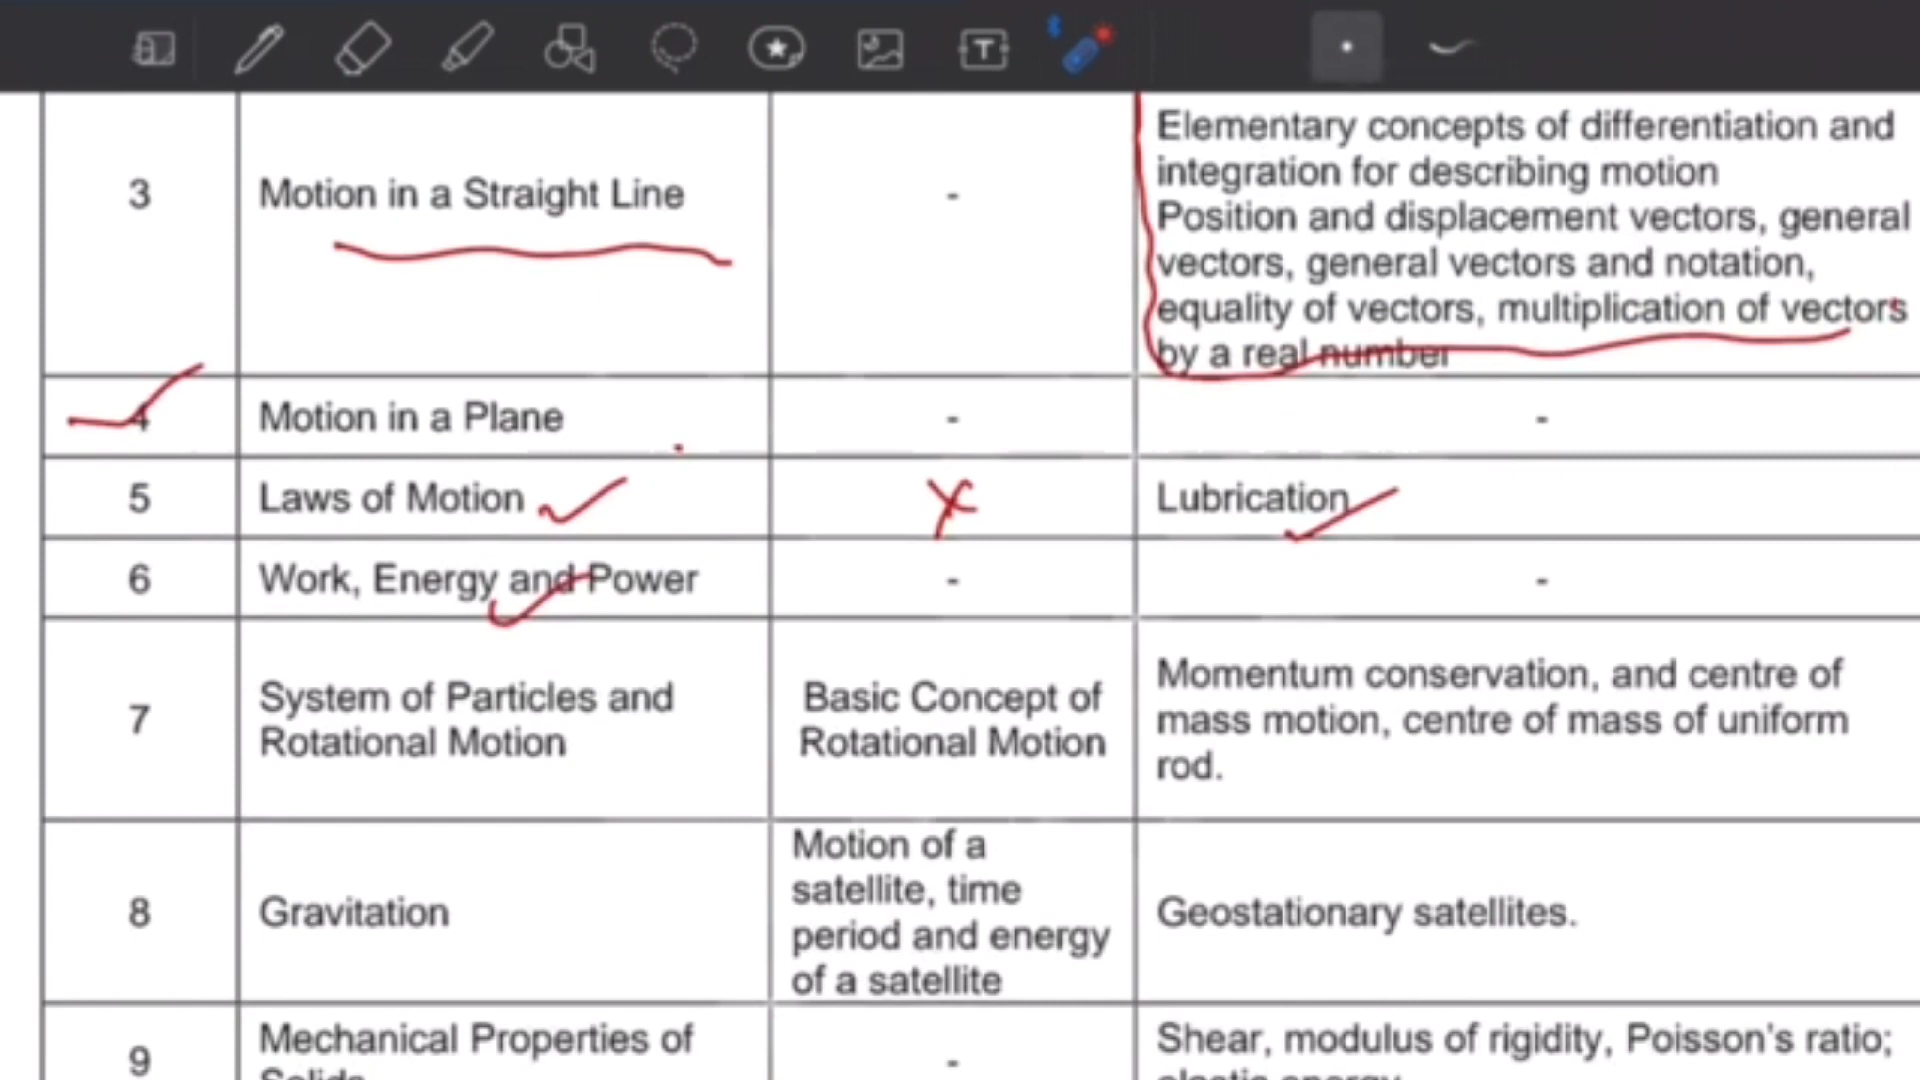 3
Motion in a Straight Line
-
Elementary concepts of differentiation and
integration for describing motion
Position and displacement vectors, general
vectors, general vectors and notation,
equality of vectors, multiplication of vectors
by a real number
4
Motion in a Plane
-
-
5
Laws of Motion
Lubrication
6
Work, Energy and Power
-
-
7
System of Particles and
Rotational Motion
Basic Concept of
Rotational Motion
Momentum conservation, and centre of
mass motion, centre of mass of uniform
rod.
8
Gravitation
Motion of a
satellite, time
period and energy
of a satellite
Geostationary satellites.
9
Mechanical Properties of
Solids
-
Shear, modulus of rigidity, Poisson's ratio;
elastic energy